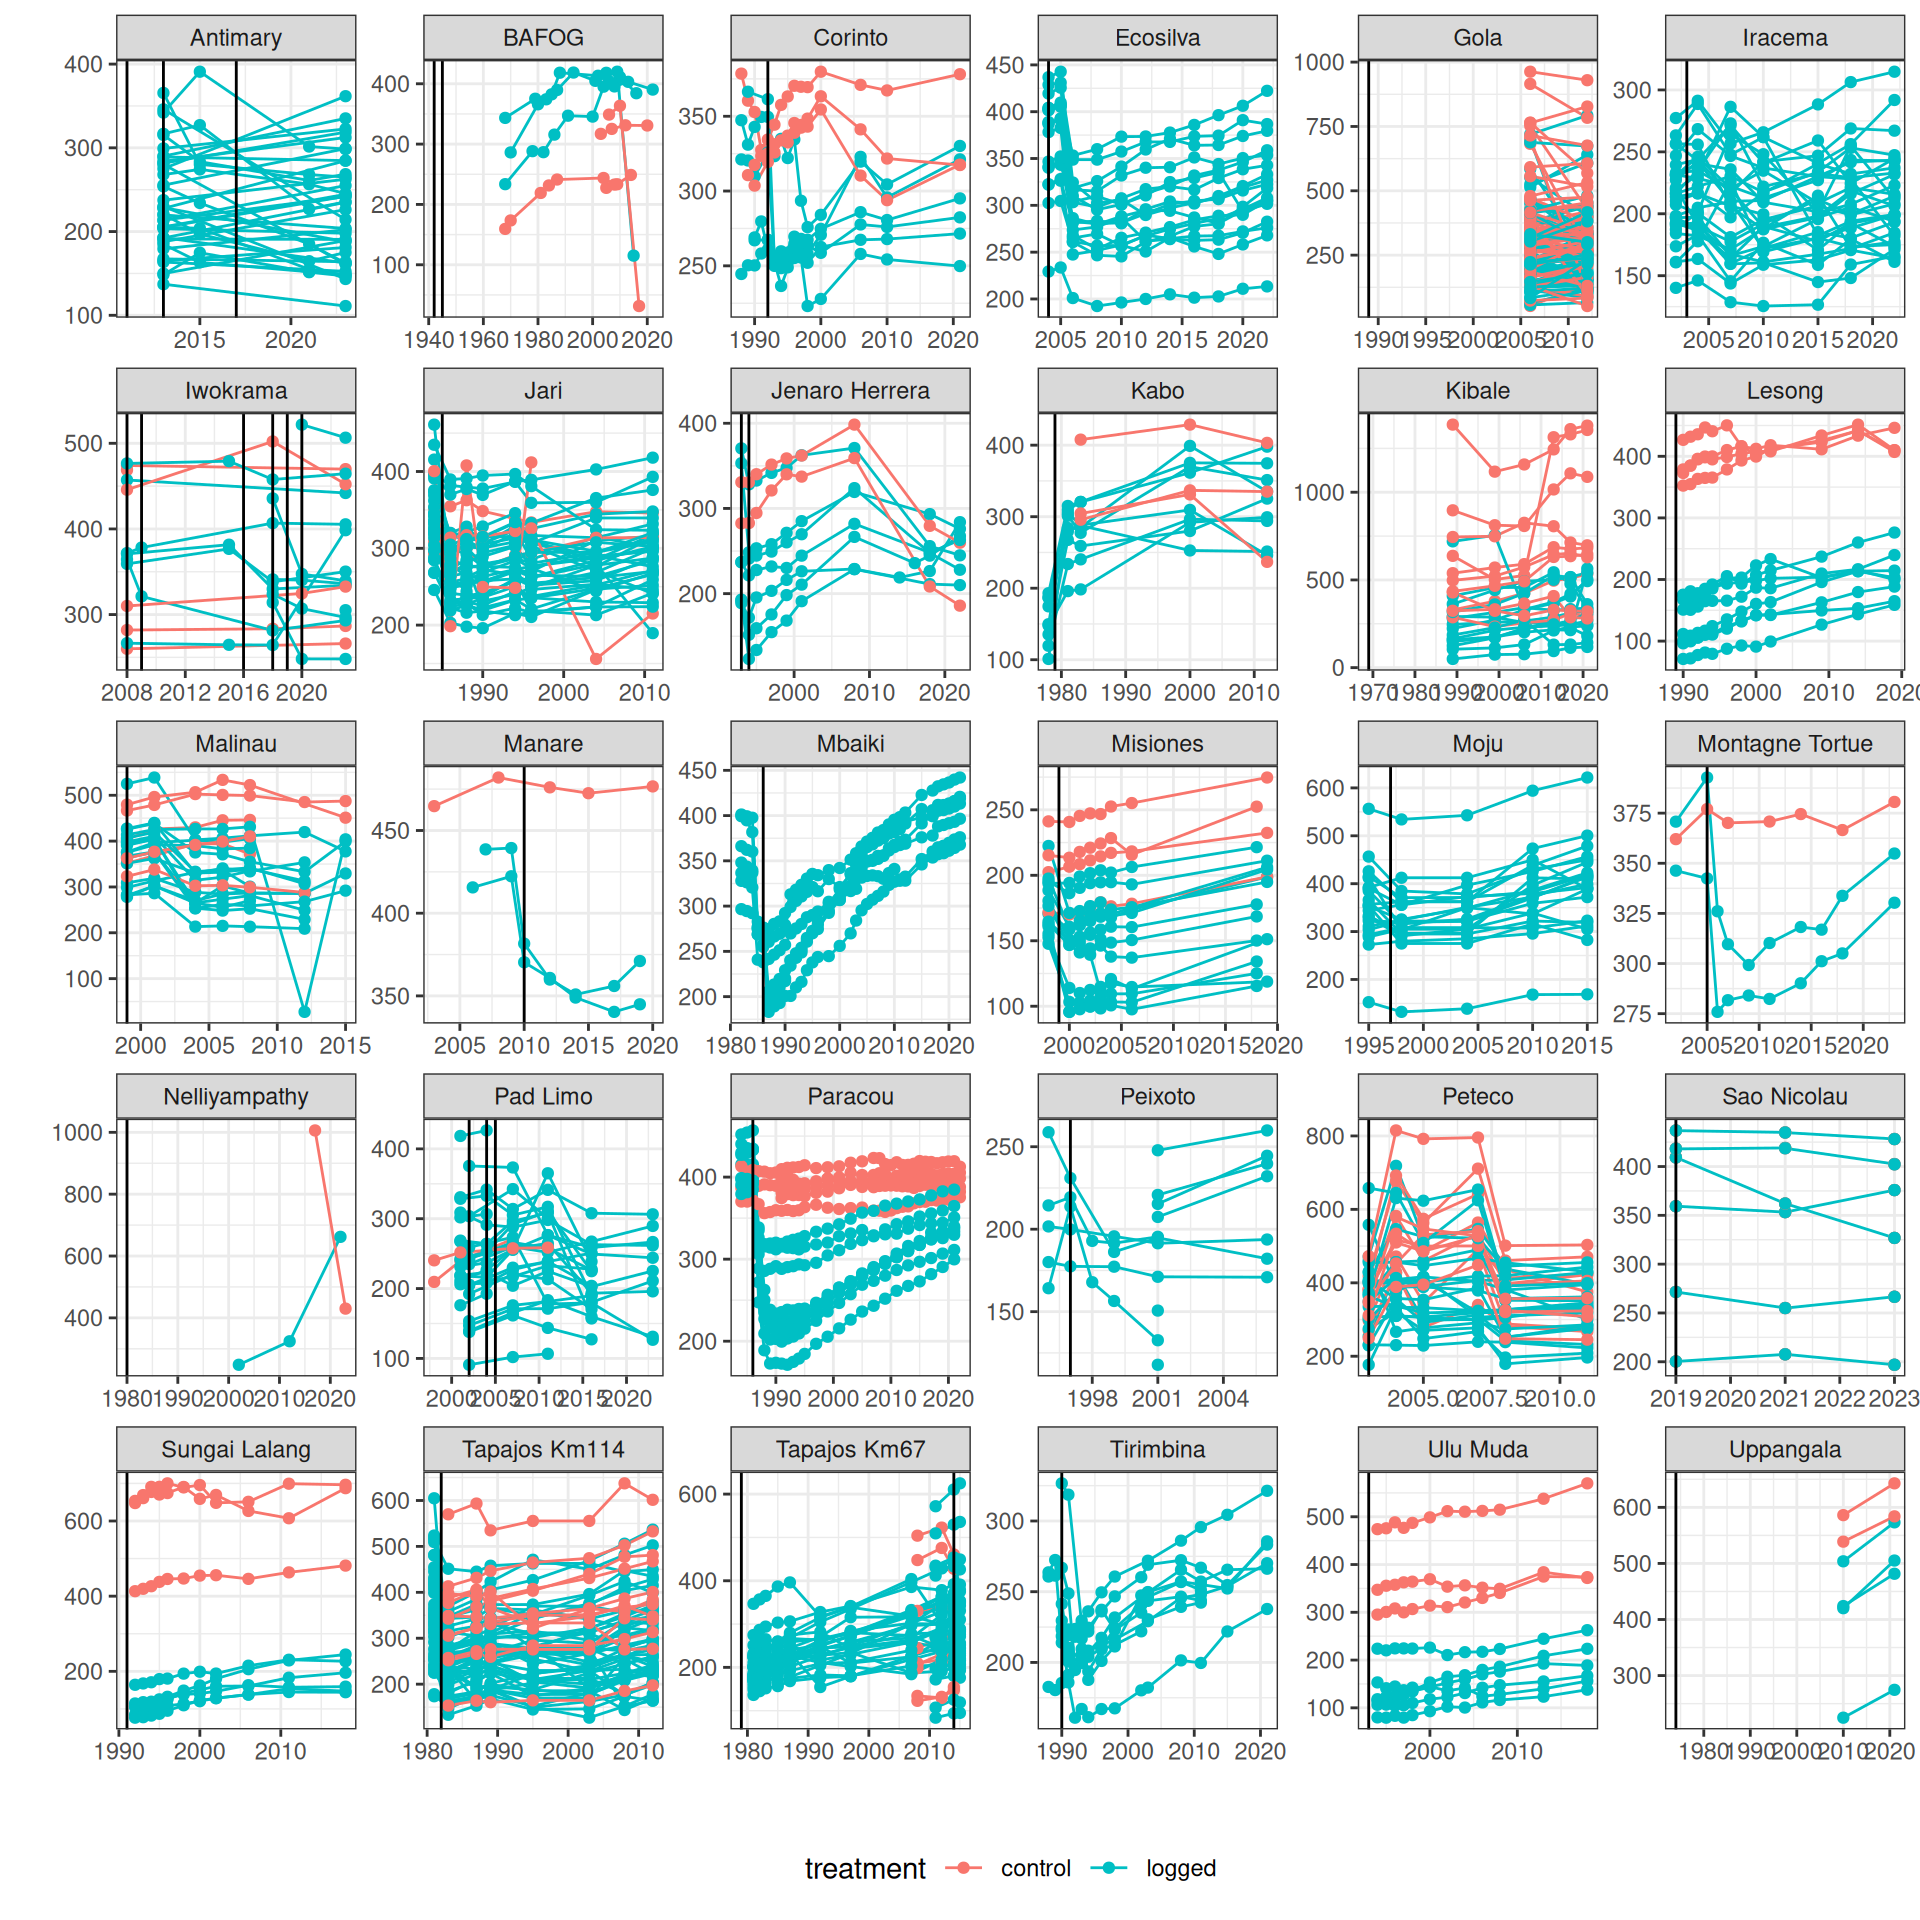 Antimary BAFOG Corinto Ecosilva Gola Iracema
400 300 200 100
2015 2020
400 300 200 100
1940 1960 1980 2000 2020
350 300 250
1990 2000 2010 2020
450 400 350 300 250 200
2005 2010 2015 2020
1000 750 500 250
1990 1995 2000 2005 2010
300 250 200 150
2005 2010 2015 2020
Iwokrama Jari Jenaro Herrera Kabo Kibale Lesong
500 400 300
2008 2012 2016 2020
400 300 200
1990 2000 2010
400 300 200
2000 2010 2020
400 300 200 100
1980 1990 2000 2010
1000 500 0
1970 1980 1990 2000 2010 2020
400 300 200 100
1990 2000 2010 2020
Malinau Manare Mbaiki Misiones Moju Montagne Tortue
500 400 300 200 100
2000 2005 2010 2015
450 400 350
2005 2010 2015 2020
450 400 350 300 250 200
1980 1990 2000 2010 2020
250 200 150 100
2000 2005 2010 2015 2020
600 500 400 300 200
1995 2000 2005 2010 2015
375 350 325 300 275
2005 2010 2015 2020
Nelliyampathy Pad Limo Paracou Peixoto Peteco Sao Nicolau
1000 800 600 400
1980 1990 2000 2010 2020
400 300 200 100
2000 2005 2010 2015 2020
400 300 200
1990 2000 2010 2020
250 200 150
1998 2001 2004
800 600 400 200
2005.0 2007.5 2010.0
400 350 300 250 200
2019 2020 2021 2022 2023
Sungai Lalang Tapajos Km114 Tapajos Km67 Tirimbina Ulu Muda Uppangala
600 400 200
1990 2000 2010
600 500 400 300 200
1980 1990 2000 2010
600 400 200
1980 1990 2000 2010
300 250 200
1990 2000 2010 2020
500 400 300 200 100
2000 2010
600 500 400 300
1980 1990 2000 2010 2020
treatment control logged